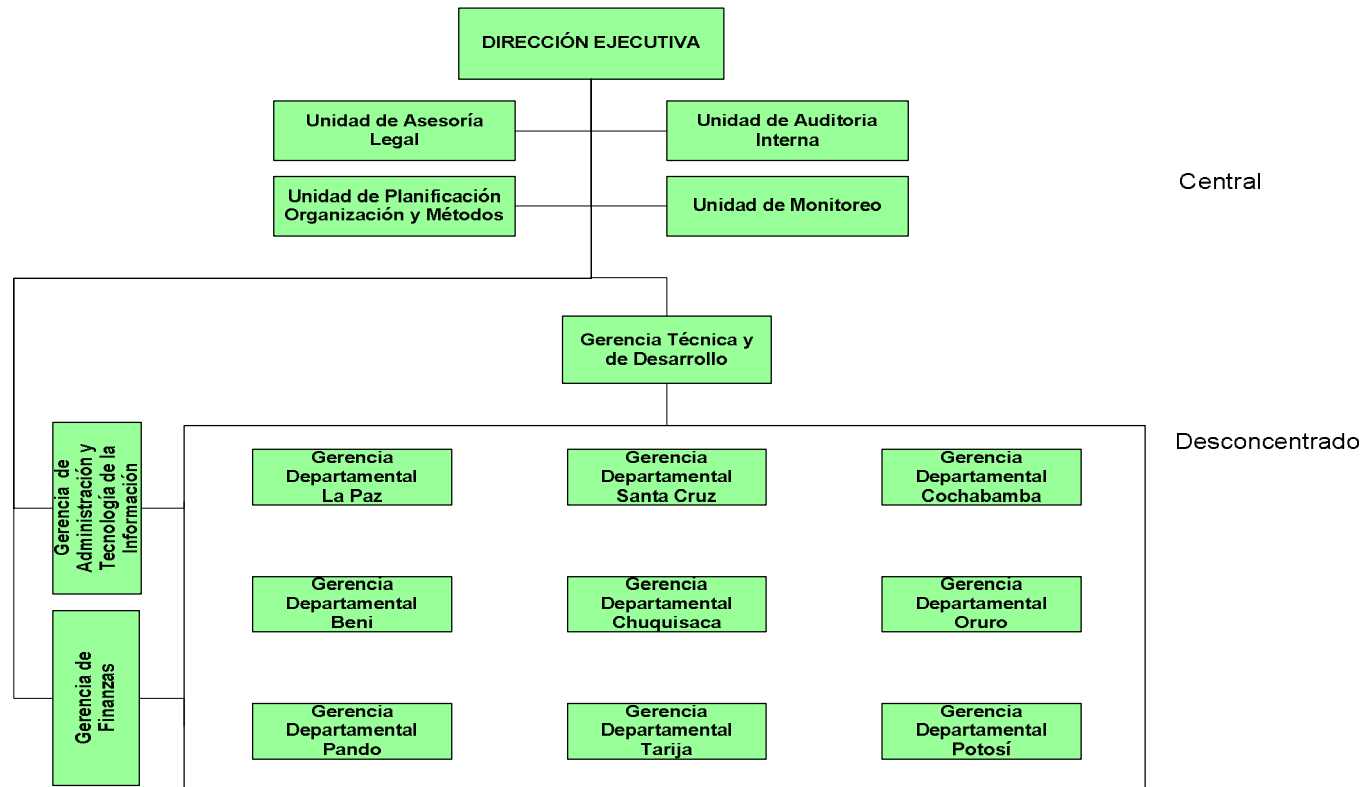 DIRECCIÓN EJECUTIVA
Unidad de Asesoría
Legal
Unidad de Auditoria
Interna
Central
Unidad de Planificación
Organización y Métodos
Unidad de Monitoreo
Gerencia Técnica y
de Desarrollo
Desconcentrado
Gerencia de
Administración y
Tecnología de la
Información
Gerencia
Departamental
La Paz
Gerencia
Departamental
Santa Cruz
Gerencia
Departamental
Cochabamba
Gerencia
Departamental
Beni
Gerencia
Departamental
Chuquisaca
Gerencia
Departamental
Oruro
Gerencia de
Finanzas
Gerencia
Departamental
Pando
Gerencia
Departamental
Tarija
Gerencia
Departamental
Potosí